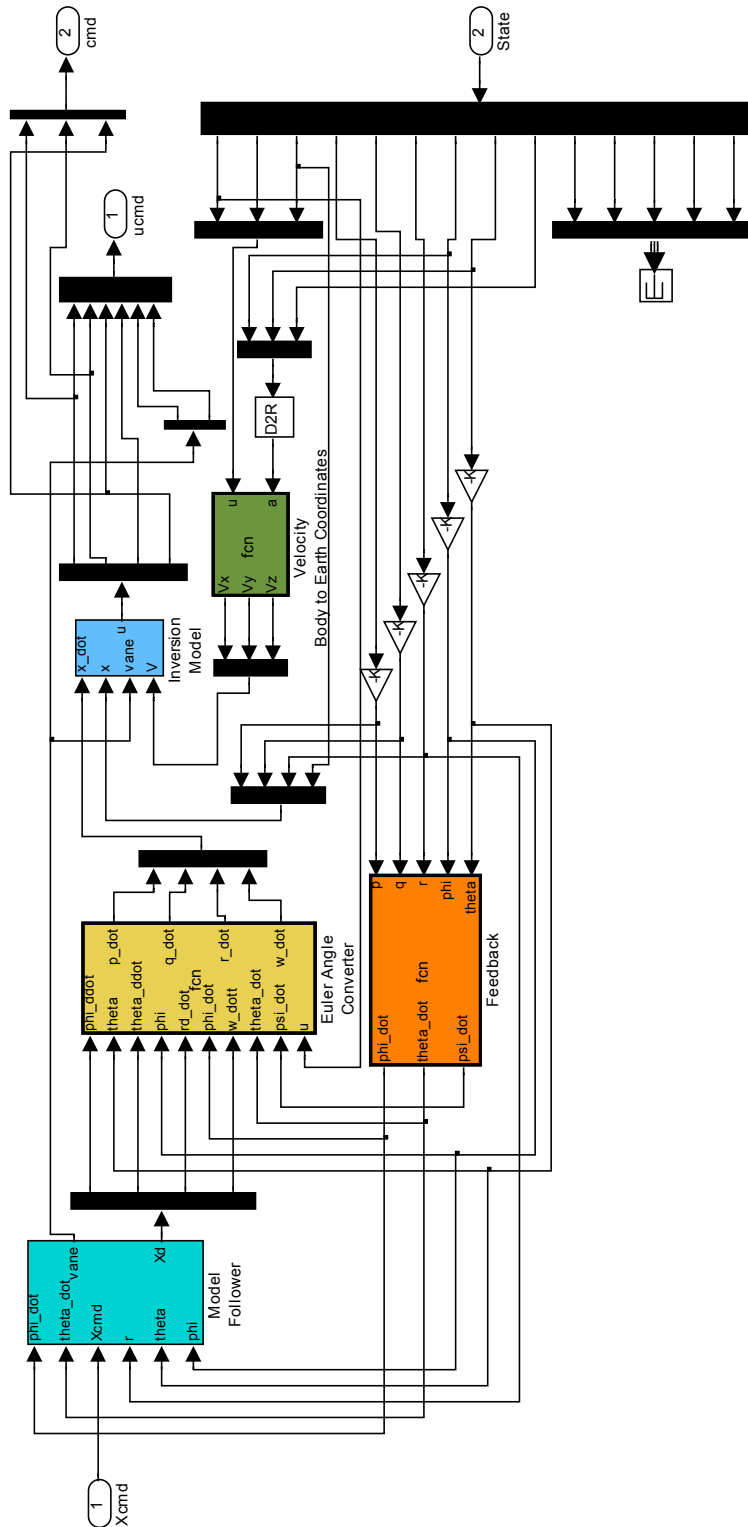 1
Xcmd
phi_dot
theta_dot
Xcmd
r
theta
phi
vane
Xd
Model
Follower
phi_ddot
theta
theta_ddot
phi
rd_dot
phi_dot
w_dott
theta_dot
psi_dot
u
fcn
p_dot
q_dot
r_dot
w_dot
Euler Angle
Converter
x_dot
x
vane
V
u
Inversion
Model
1
ucmd
2
cmd
Vx
Vy
Vz
fcn
u
a
Velocity
Body to Earth Coordinates
D2R
phi_dot
theta_dot
psi_dot
fcn
p
q
r
phi
theta
Feedback
-K
-K
-K
-K
-K
2
State